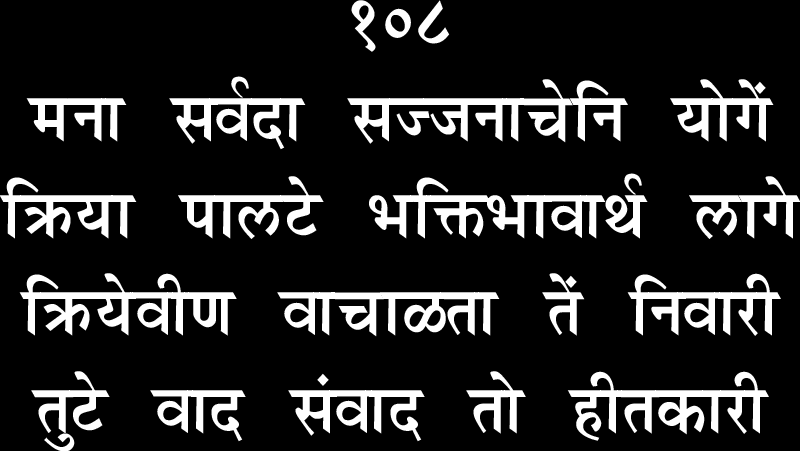 १०८
मना सर्वदा सज्जनाचेनि योगें
क्रिया पालटे भक्तिभावार्थ लागे
क्रियेवीण वाचाळता तें निवारी
तुटे वाद संवाद तो हीतकारी